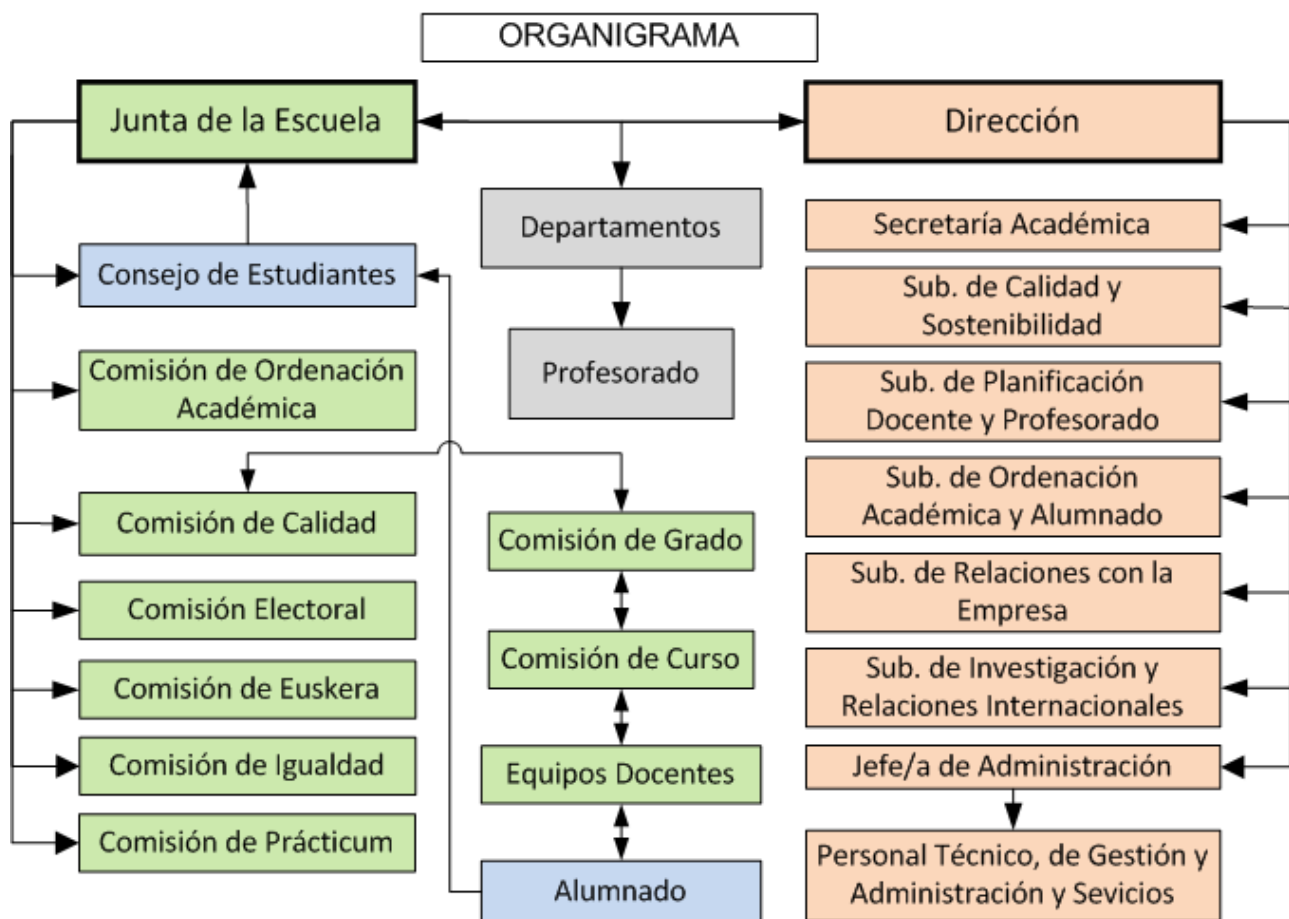 ORGANIGRAMA
Junta de la Escuela
Dirección
Departamentos
Secretaría Académica
Consejo de Estudiantes
Sub. de Calidad y
Sostenibilidad
Profesorado
Comisión de Ordenación
Académica
Sub. de Planificación
Docente y Profesorado
Comisión de Calidad
Sub. de Ordenación
Académica y Alumnado
Comisión de Grado
Comisión Electoral
Sub. de Relaciones con la
Empresa
Comisión de Curso
Comisión de Euskera
Sub. de Investigación y
Relaciones Internacionales
Comisión de Igualdad
Equipos Docentes
Jefe/a de Administración
Comisión de Prácticum
Alumnado
Personal Técnico, de Gestión y
Administración y Sevicios